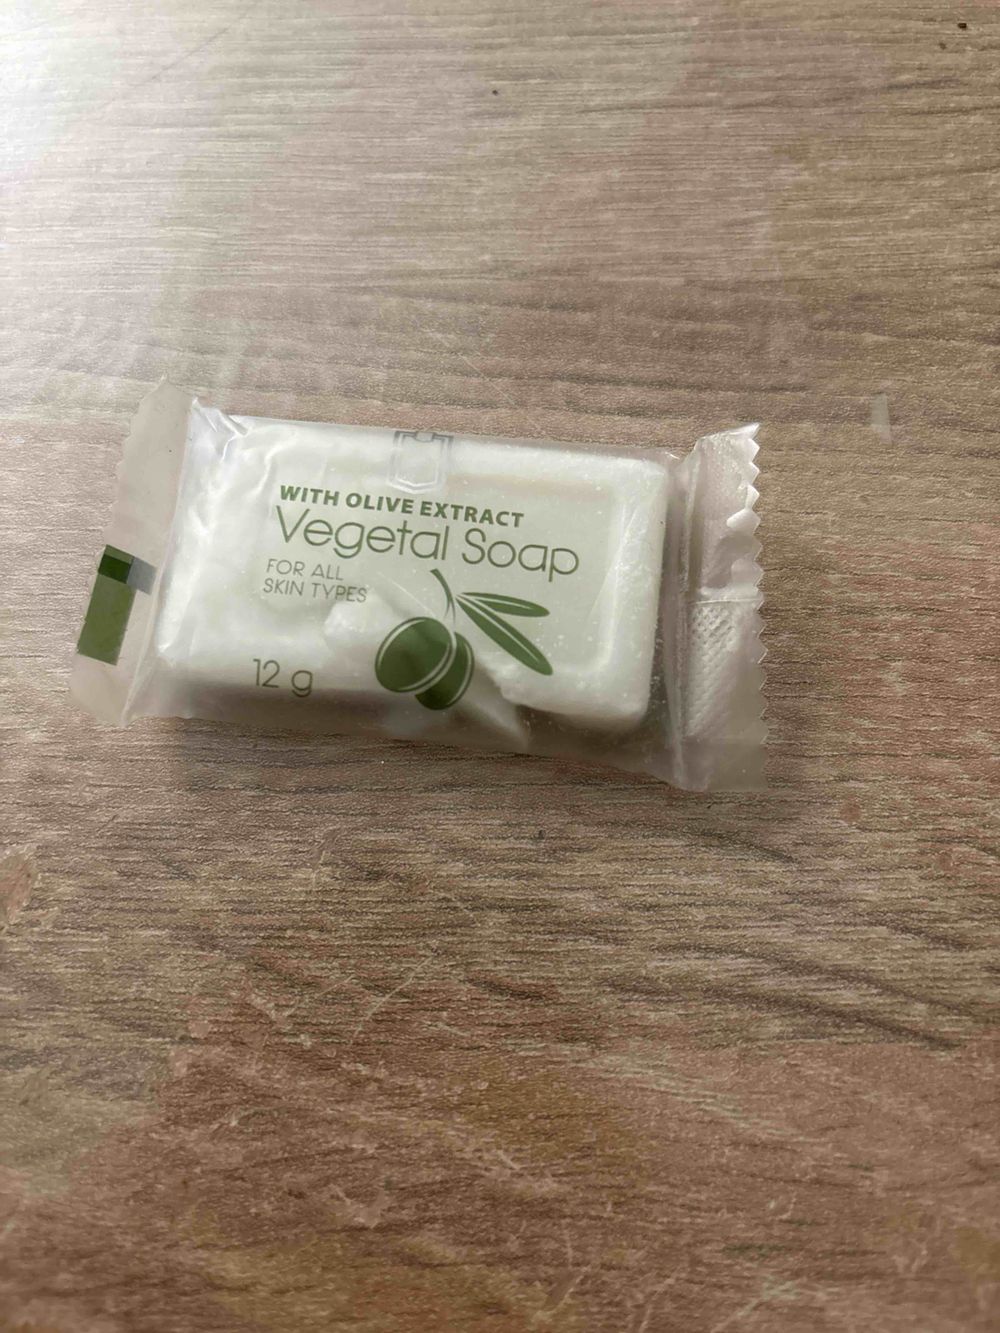 WITH OLIVE EXTRACT
Vegetal Soap
FOR ALL
SKIN TYPES
12 g